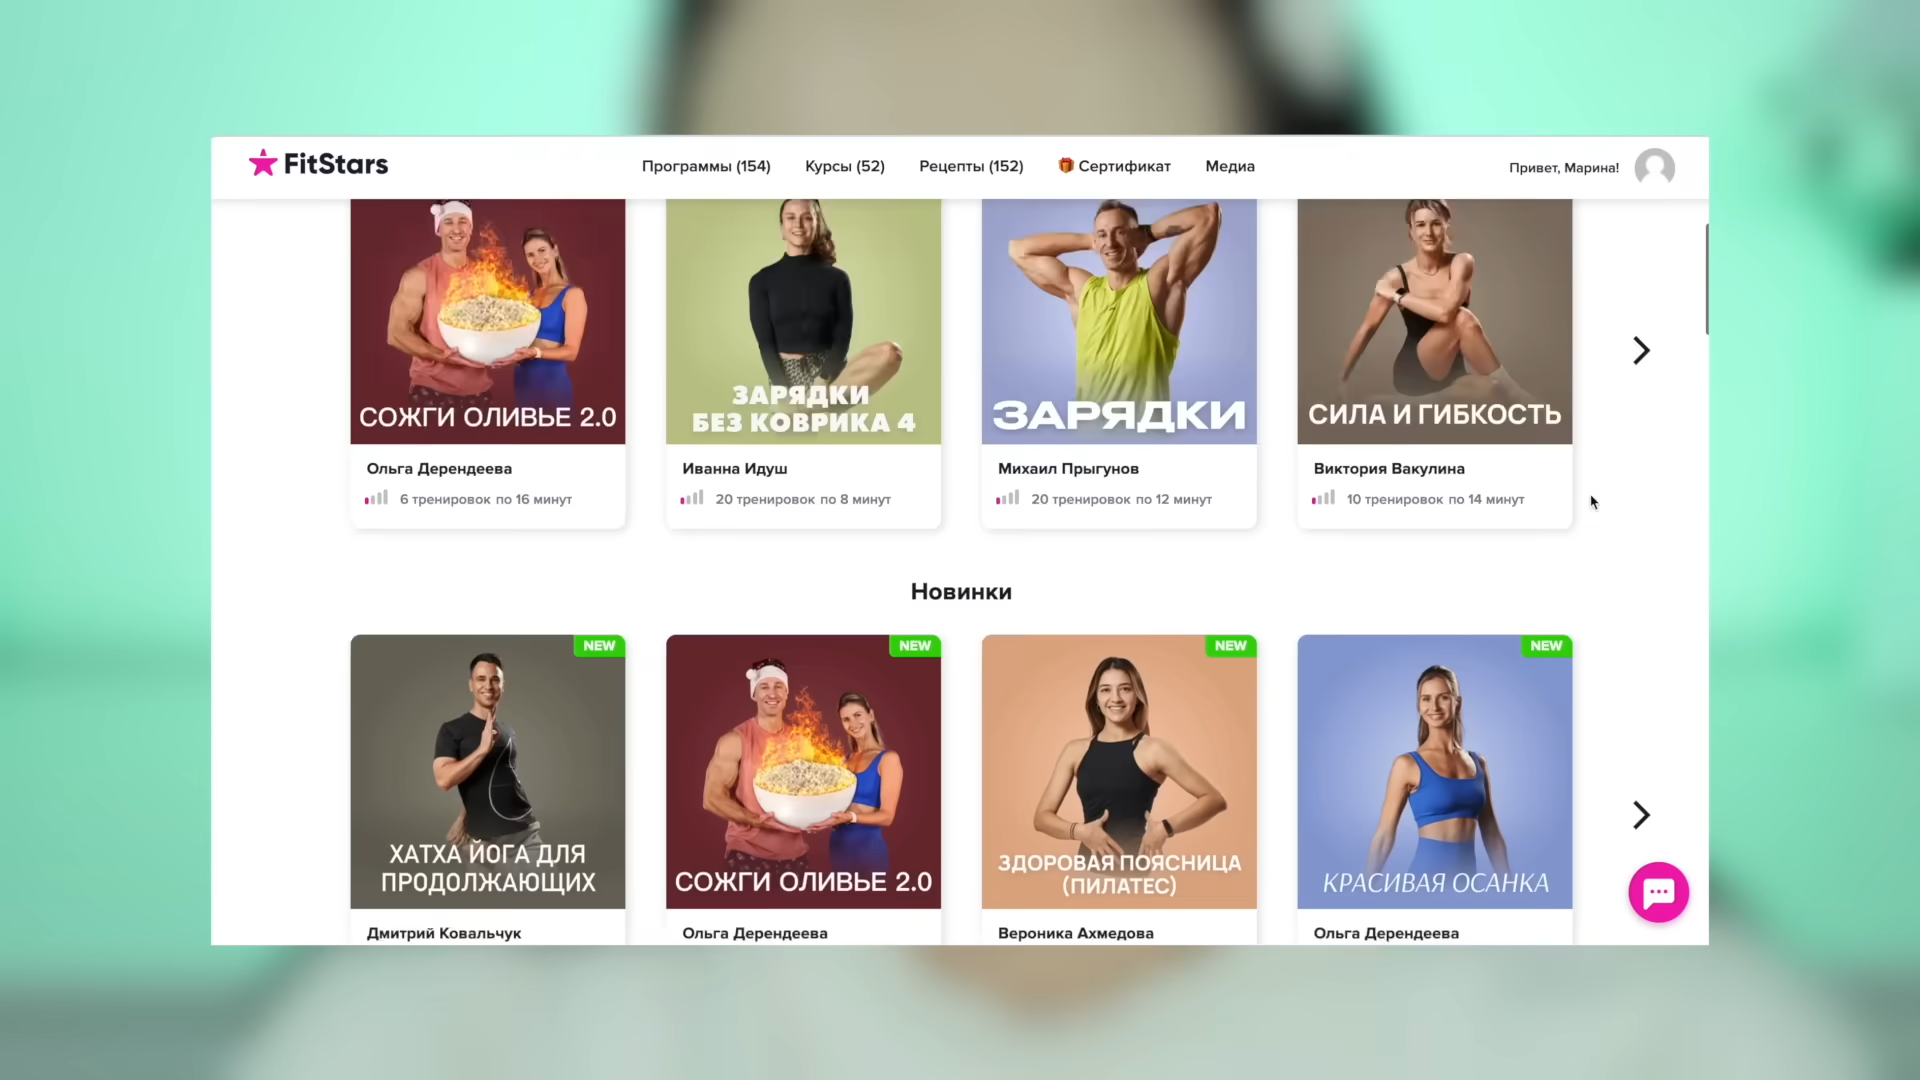 FitStars
Программы (154)
Курсы (52)
Рецепты (152)
Сертификат
Медиа
Привет, Марина!
СОЖГИ ОЛИВЬЕ 2.0
ЗАРЯДКИ
БЕЗ КОВРИКА 4
ЗАРЯДКИ
СИЛА И ГИБКОСТЬ
Ольга Дерендеева
Иванна Идуш
Михаил Прыгунов
Виктория Вакулина
6 тренировок по 16 минут
20 тренировок по 8 минут
20 тренировок по 12 минут
10 тренировок по 14 минут
Новинки
NEW
NEW
NEW
NEW
ХАТХА ЙОГА ДЛЯ
ПРОДОЛЖАЮЩИХ
СОЖГИ ОЛИВЬЕ 2.0
ЗДОРОВАЯ ПОЯСНИЦА
(ПИЛАТЕС)
КРАСИВАЯ ОСАНКА
Дмитрий Ковальчук
Ольга Дерендеева
Вероника Ахмедова
Ольга Дерендеева